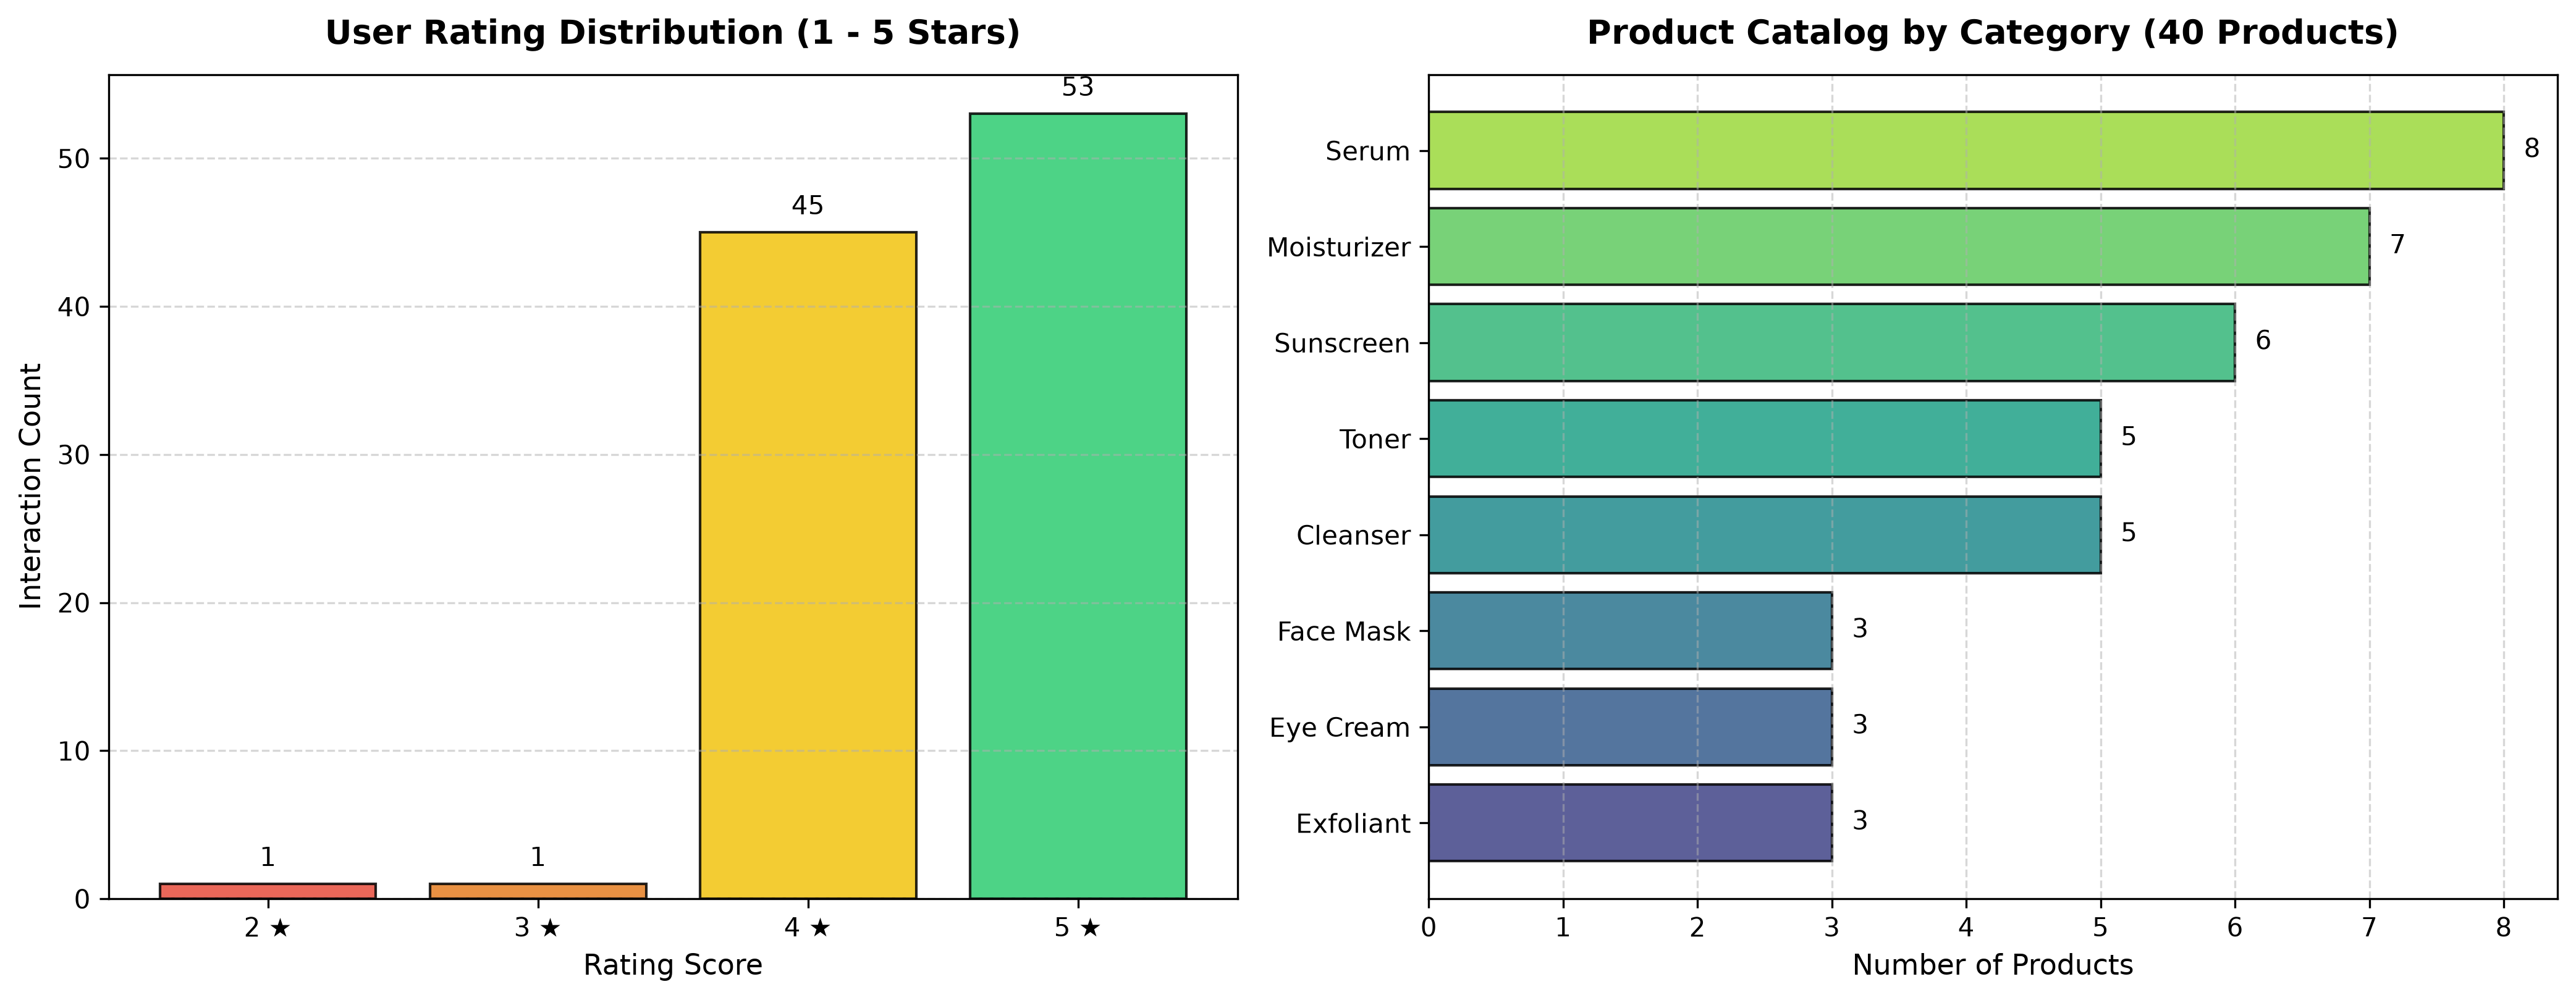 User Rating Distribution (1 - 5 Stars)
Interaction Count
50
40
30
20
10
0
53
45
1
1
2 ★
3 ★
4 ★
5 ★
Rating Score
Product Catalog by Category (40 Products)
Serum
8
Moisturizer
7
Sunscreen
6
Toner
5
Cleanser
5
Face Mask
3
Eye Cream
3
Exfoliant
3
0 1 2 3 4 5 6 7 8
Number of Products